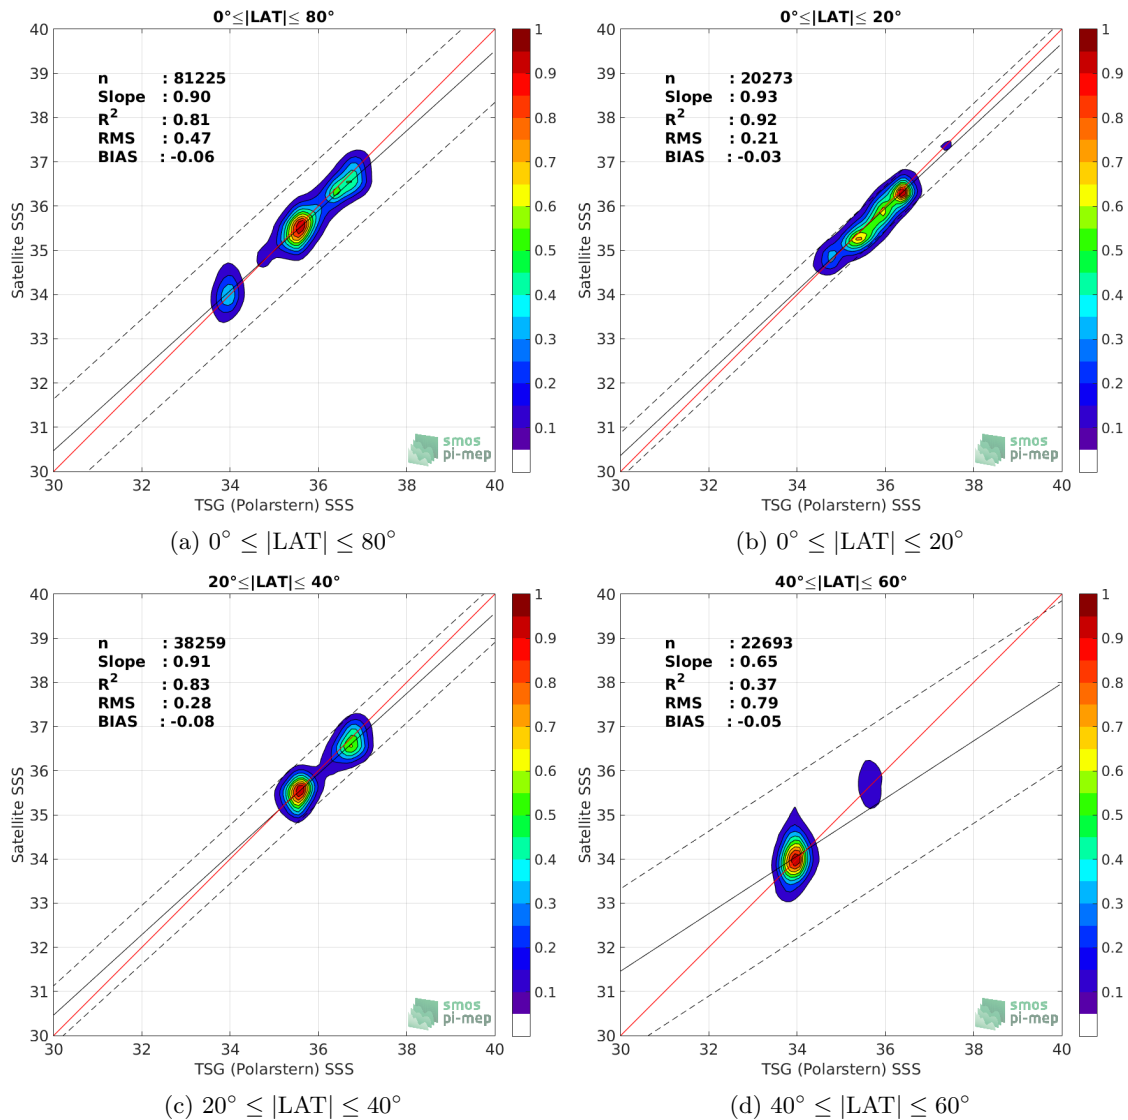 0°≤|LAT|≤ 80°
40
39
38
37
36
35
34
33
32
31
30
30
32
34
36
38
40
Satellite SSS
TSG (Polarstern) SSS
n : 81225
Slope : 0.90
R² : 0.81
RMS : 0.47
BIAS : -0.06
smos
pi-mep
1
0.9
0.8
0.7
0.6
0.5
0.4
0.3
0.2
0.1
(a) 0° ≤ |LAT| ≤ 80°
0°≤|LAT|≤ 20°
40
39
38
37
36
35
34
33
32
31
30
30
32
34
36
38
40
Satellite SSS
TSG (Polarstern) SSS
n : 20273
Slope : 0.93
R² : 0.92
RMS : 0.21
BIAS : -0.03
smos
pi-mep
1
0.9
0.8
0.7
0.6
0.5
0.4
0.3
0.2
0.1
(b) 0° ≤ |LAT| ≤ 20°
20°≤|LAT|≤ 40°
40
39
38
37
36
35
34
33
32
31
30
30
32
34
36
38
40
Satellite SSS
TSG (Polarstern) SSS
n : 38259
Slope : 0.91
R² : 0.83
RMS : 0.28
BIAS : -0.08
smos
pi-mep
1
0.9
0.8
0.7
0.6
0.5
0.4
0.3
0.2
0.1
(c) 20° ≤ |LAT| ≤ 40°
40°≤|LAT|≤ 60°
40
39
38
37
36
35
34
33
32
31
30
30
32
34
36
38
40
Satellite SSS
TSG (Polarstern) SSS
n : 22693
Slope : 0.65
R² : 0.37
RMS : 0.79
BIAS : -0.05
smos
pi-mep
1
0.9
0.8
0.7
0.6
0.5
0.4
0.3
0.2
0.1
(d) 40° ≤ |LAT| ≤ 60°